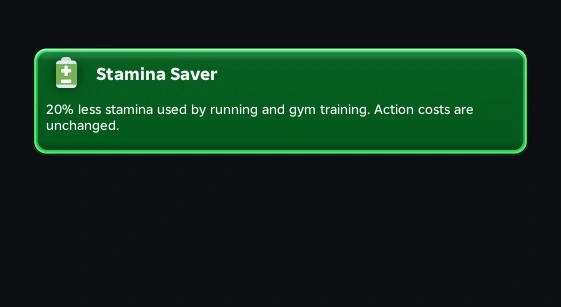 Stamina Saver
20% less stamina used by running and gym training. Action costs are
unchanged.